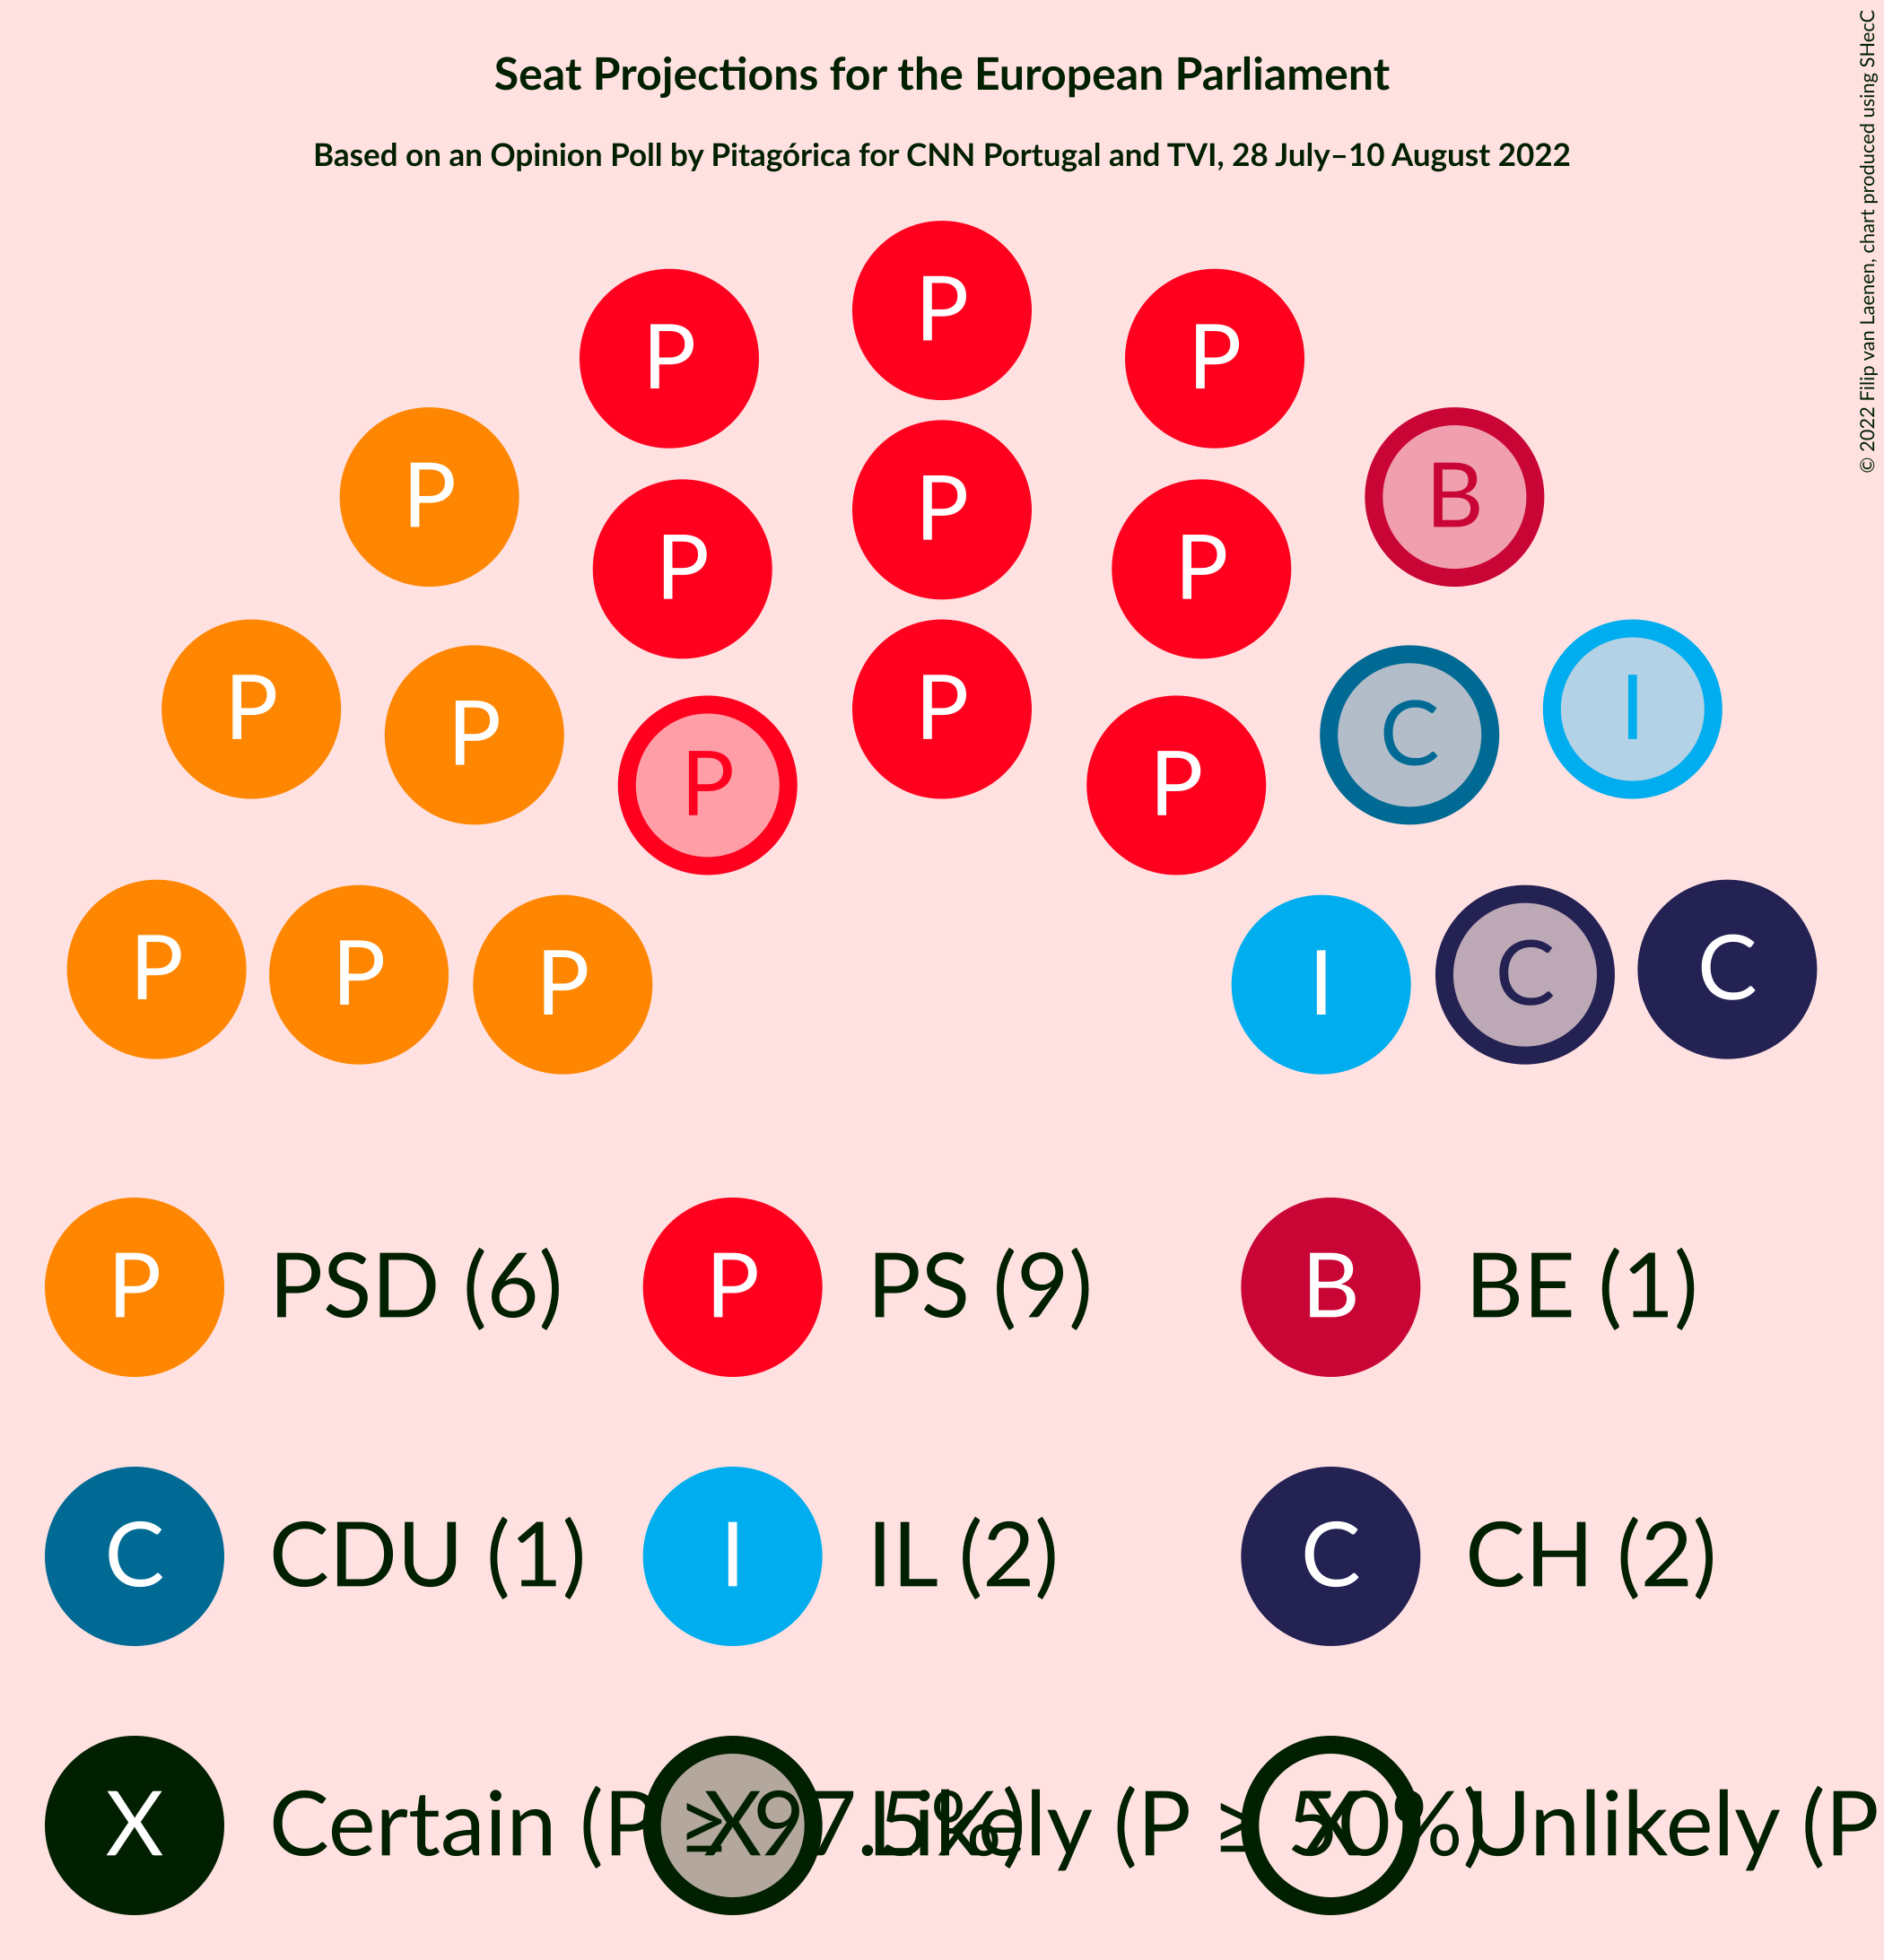 Seat Projections for the European Parliament
Based on an Opinion Poll by Pitagórica for CNN Portugal and TVI, 28 July–10 August 2022
© 2022 Filip van Laenen, chart produced using SHecC
P
P P
P B
P
P P
P I
P
P C
P P
P P I C C
P PSD (6) P PS (9) B BE (1)
C CDU (1) I IL (2) C CH (2)
X Certain (P ≥ 97.5%) X Likely (P ≥ 50%) X Unlikely (P